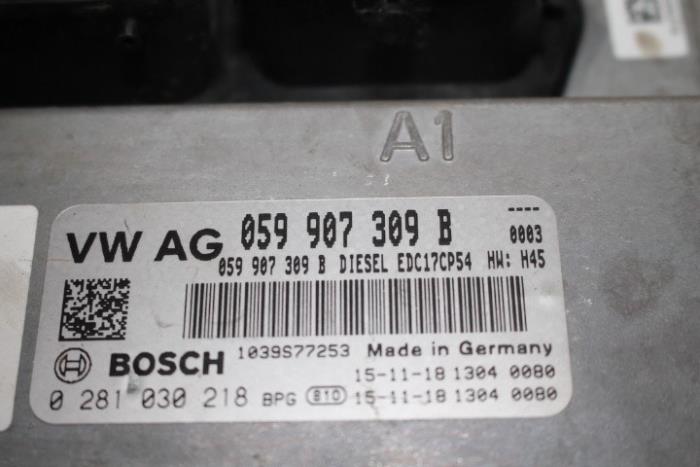 A1
VW AG 059 907 309 B ----
0003
059 907 309 B DIESEL EDC17CP54 HW: H45
BOSCH 1039S77253 Made in Germany
15-11-18 1304 0080
0 281 030 218 BPG B10 15-11-18 1304 0080